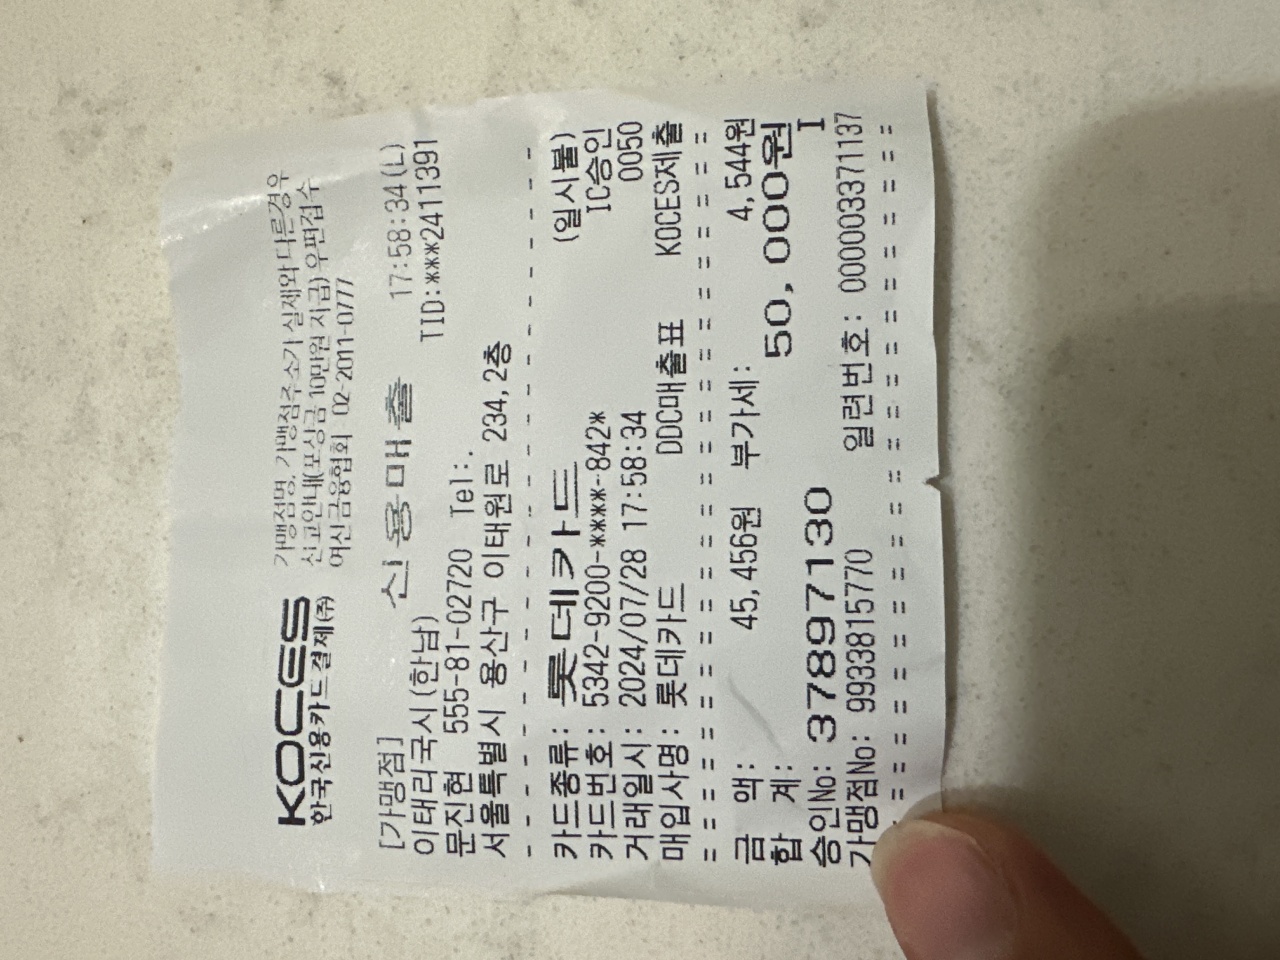 KOCES 가맹점명, 가맹점주소가 실제와 다른경우
한국신용카드결제(주) 신고안내(포상금 10만원 지급)우편접수
여신금융협회 02-2011-0777
신용매출
[가맹점] 17:58:34(L)
이태리국시(한남) TID:***2411391
문진현 555-81-02720 Tel:.
서울특별시 용산구 이태원로 234,2층
카드종류: 롯데카드 (일시불)
카드번호: 5342-9200-****-842* IC승인
거래일시: 2024/07/28 17:58:34 0050
매입사명: 롯데카드 DDC매출표 KOCES제출
금 액: 45,456원 부가세: 4,544원
합 계: 50,000원
승인No: 37897130 I
가맹점No: 9933815770 일련번호: 000003371137